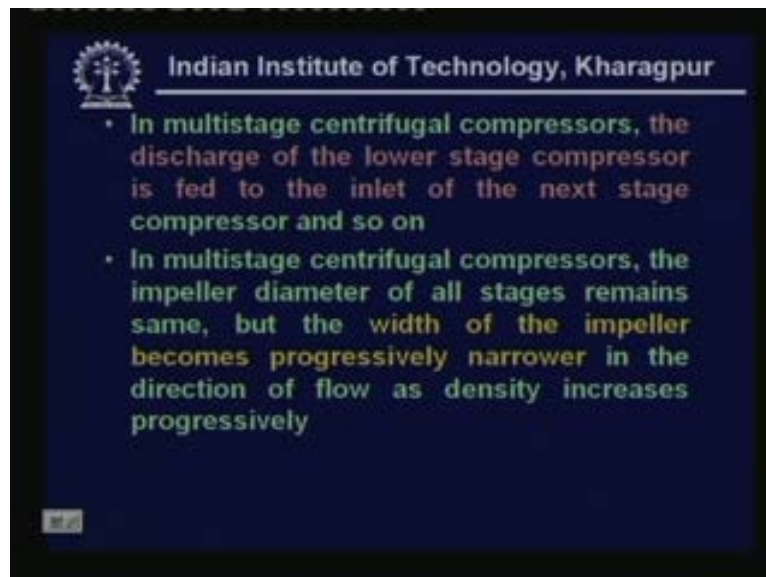 Indian Institute of Technology, Kharagpur
• In multistage centrifugal compressors, the
discharge of the lower stage compressor
is fed to the inlet of the next stage
compressor and so on
• In multistage centrifugal compressors, the
impeller diameter of all stages remains
same, but the width of the impeller
becomes progressively narrower in the
direction of flow as density increases
progressively